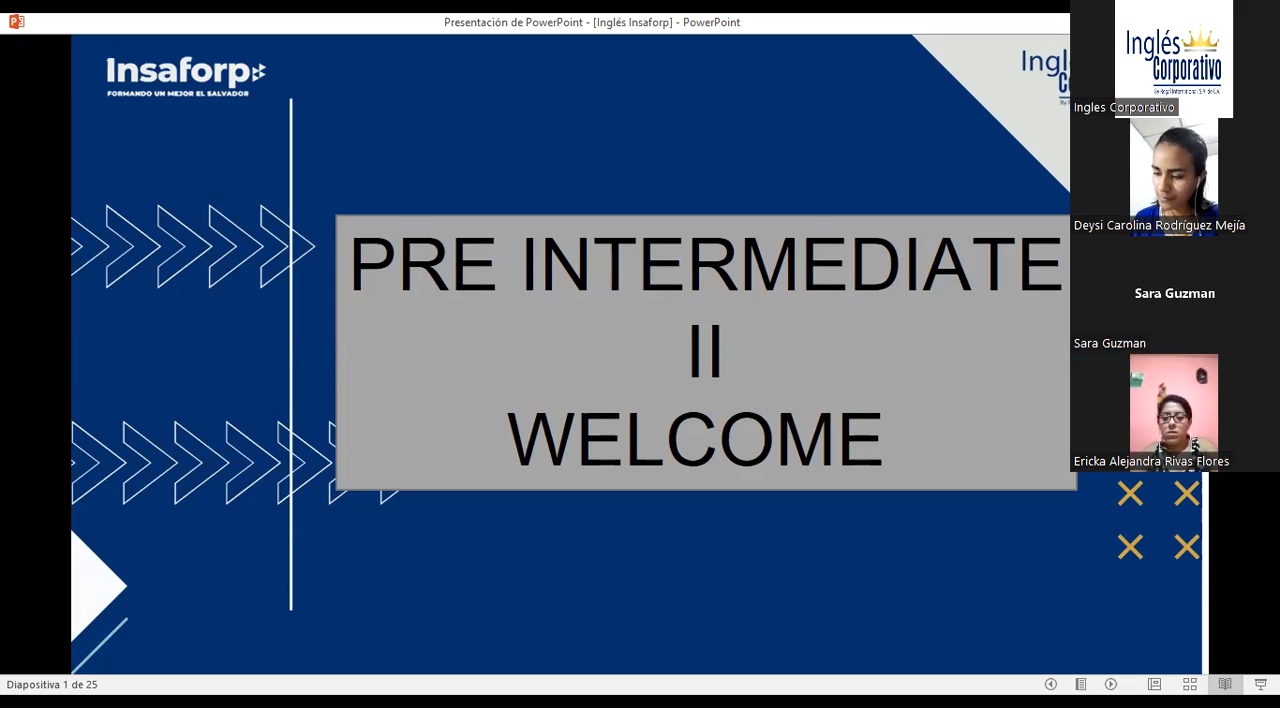 Presentación de PowerPoint - [Inglés Insaforp] - PowerPoint
Insaforp
FORMANDO UN MEJOR EL SALVADOR
Inglés
Corporativo
Ingles Corporativo
Deysi Carolina Rodríguez Mejía
Sara Guzman
Sara Guzman
Ericka Alejandra Rivas Flores
PRE INTERMEDIATE
II
WELCOME
Diapositiva 1 de 25